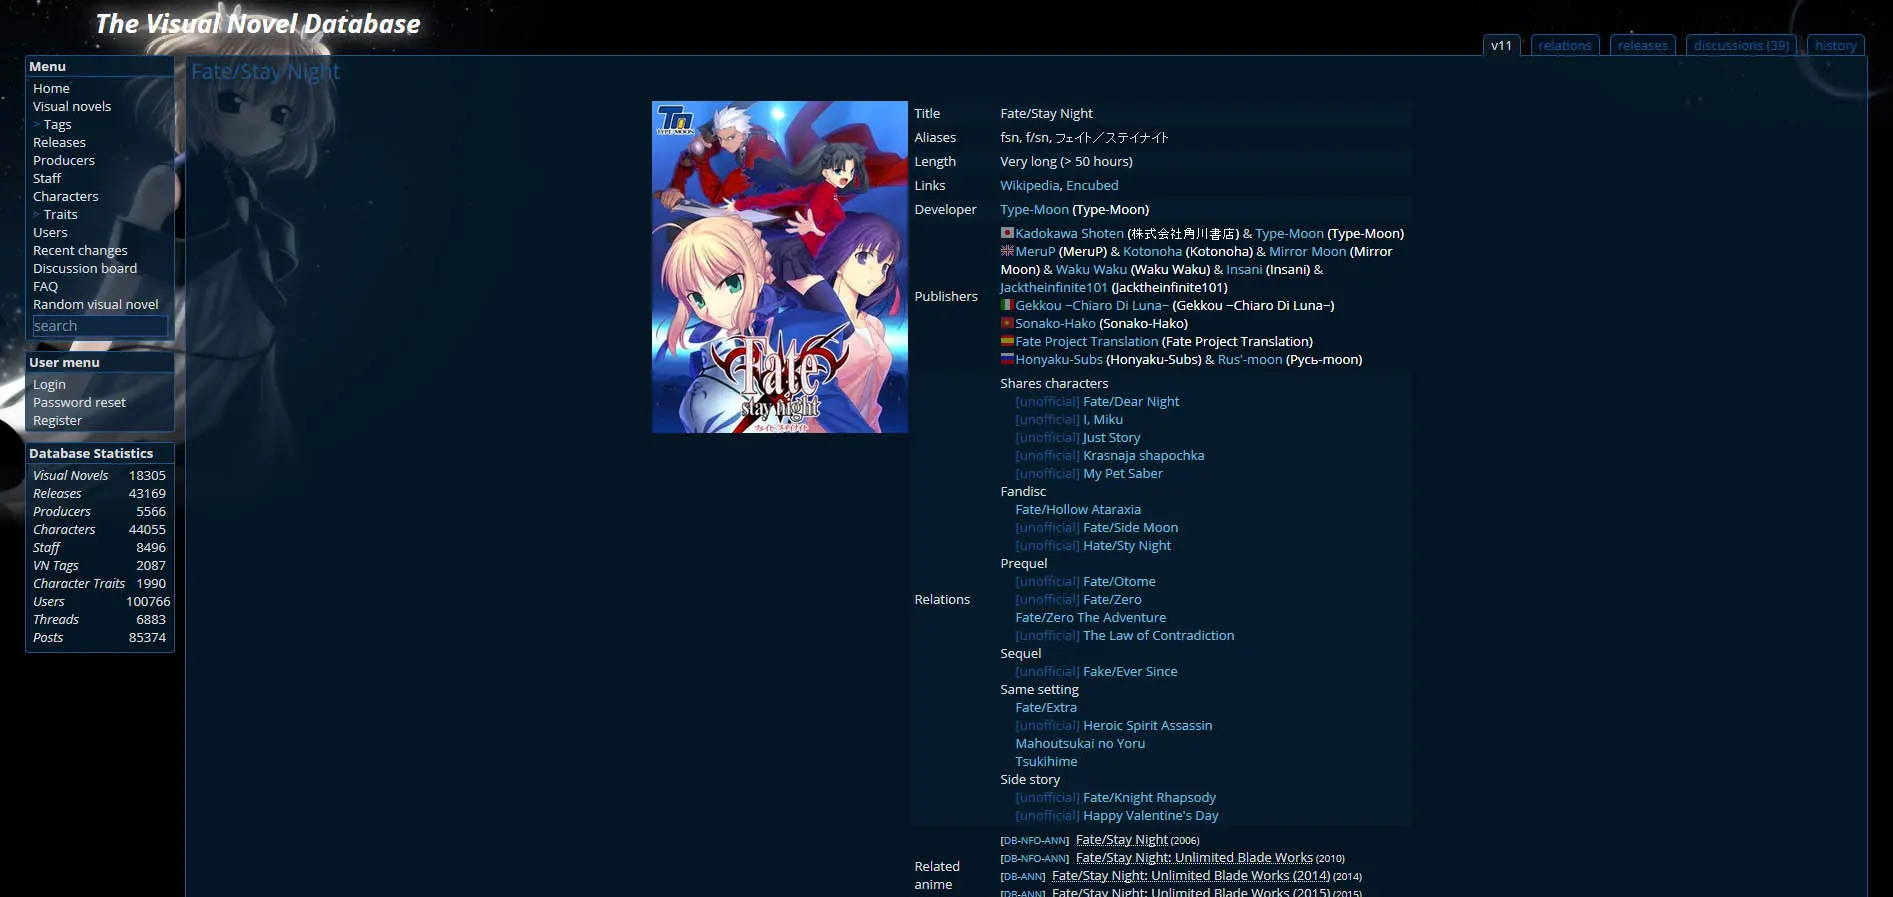 The Visual Novel Database
v11 relations releases discussions (39) history
Menu
Home
Visual novels
> Tags
Releases
Producers
Staff
Characters
> Traits
Users
Recent changes
Discussion board
FAQ
Random visual novel
search
User menu
Login
Password reset
Register
Database Statistics
Visual Novels 18305
Releases 43169
Producers 5566
Characters 44055
Staff 8496
VN Tags 2087
Character Traits 1990
Users 100766
Threads 6883
Posts 85374
Fate/Stay Night
TYPE-MOON
Fate
stay night
フェイト/ステイナイト
Title Fate/Stay Night
Aliases fsn, f/sn, フェイト／ステイナイト
Length Very long (> 50 hours)
Links Wikipedia, Encubed
Developer Type-Moon (Type-Moon)
Publishers
Kadokawa Shoten (株式会社角川書店) & Type-Moon (Type-Moon)
MeruP (MeruP) & Kotonoha (Kotonoha) & Mirror Moon (Mirror
Moon) & Waku Waku (Waku Waku) & Insani (Insani) &
Jacktheinfinite101 (Jacktheinfinite101)
Gekkou ~Chiaro Di Luna~ (Gekkou ~Chiaro Di Luna~)
Sonako-Hako (Sonako-Hako)
Fate Project Translation (Fate Project Translation)
Honyaku-Subs (Honyaku-Subs) & Rus'-moon (Русь-moon)
Relations
Shares characters
[unofficial] Fate/Dear Night
[unofficial] I, Miku
[unofficial] Just Story
[unofficial] Krasnaja shapochka
[unofficial] My Pet Saber
Fandisc
Fate/Hollow Ataraxia
[unofficial] Fate/Side Moon
[unofficial] Hate/Sty Night
Prequel
[unofficial] Fate/Otome
[unofficial] Fate/Zero
Fate/Zero The Adventure
[unofficial] The Law of Contradiction
Sequel
[unofficial] Fake/Ever Since
Same setting
Fate/Extra
[unofficial] Heroic Spirit Assassin
Mahoutsukai no Yoru
Tsukihime
Side story
[unofficial] Fate/Knight Rhapsody
[unofficial] Happy Valentine's Day
Related
anime
[DB-NFO-ANN] Fate/Stay Night (2006)
[DB-NFO-ANN] Fate/Stay Night: Unlimited Blade Works (2010)
[DB-ANN] Fate/Stay Night: Unlimited Blade Works (2014) (2014)
[DB-ANN] Fate/Stay Night: Unlimited Blade Works (2015) (2015)